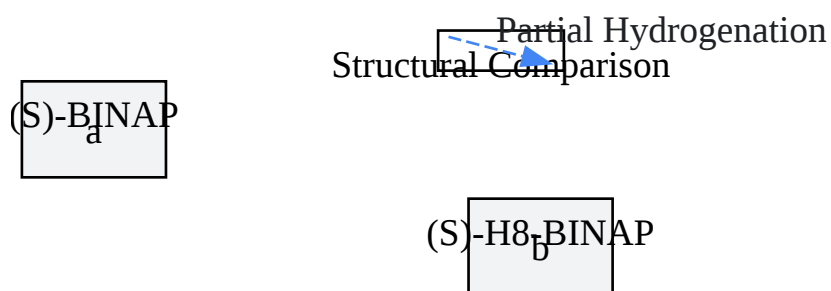 Partial Hydrogenation
Structural Comparison
(S)-BINAP
a
(S)-H8-BINAP
b